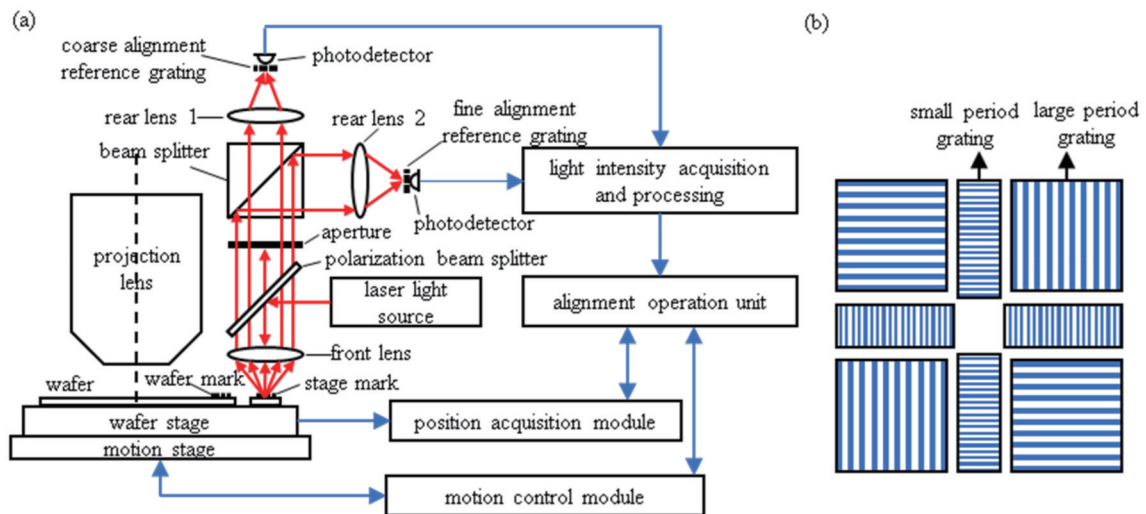 (a)
coarse alignment
reference grating
photodetector
rear lens 1
rear lens 2
fine alignment
reference grating
beam splitter
light intensity acquisition
and processing
photodetector
aperture
polarization beam splitter
projection
lens
laser light
source
alignment operation unit
front lens
wafer
wafer mark
stage mark
wafer stage
position acquisition module
motion stage
motion control module
(b)
small period
grating
large period
grating